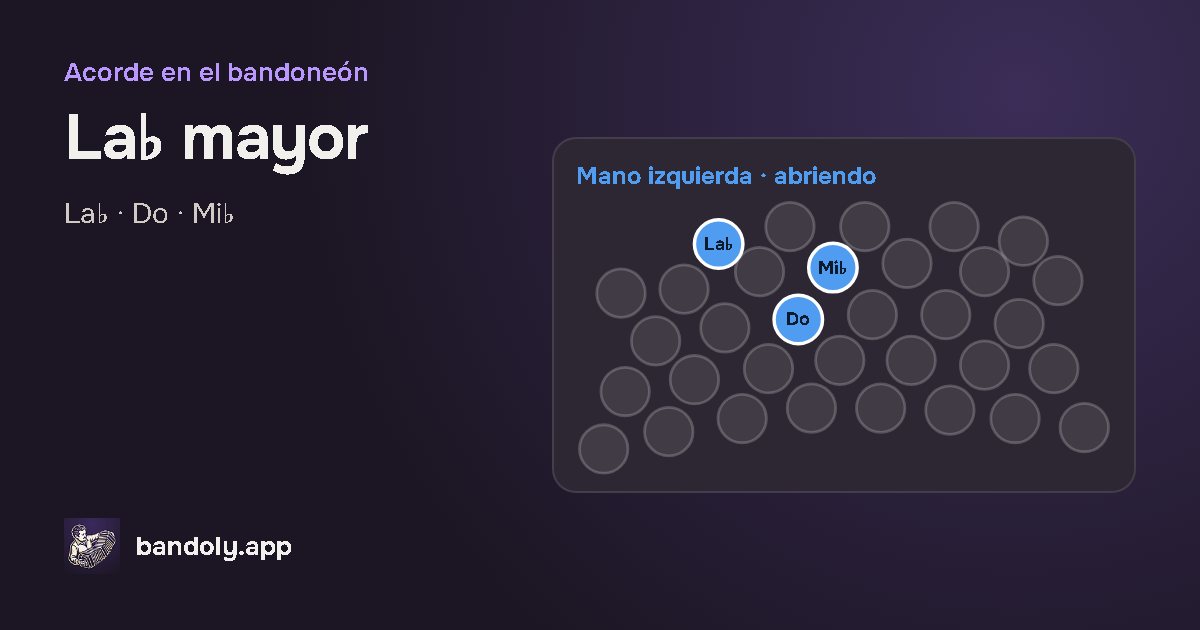 Acorde en el bandoneón
La♭ mayor
La♭ · Do · Mi♭
Mano izquierda · abriendo
La♭
Mi♭
Do
bandoly.app